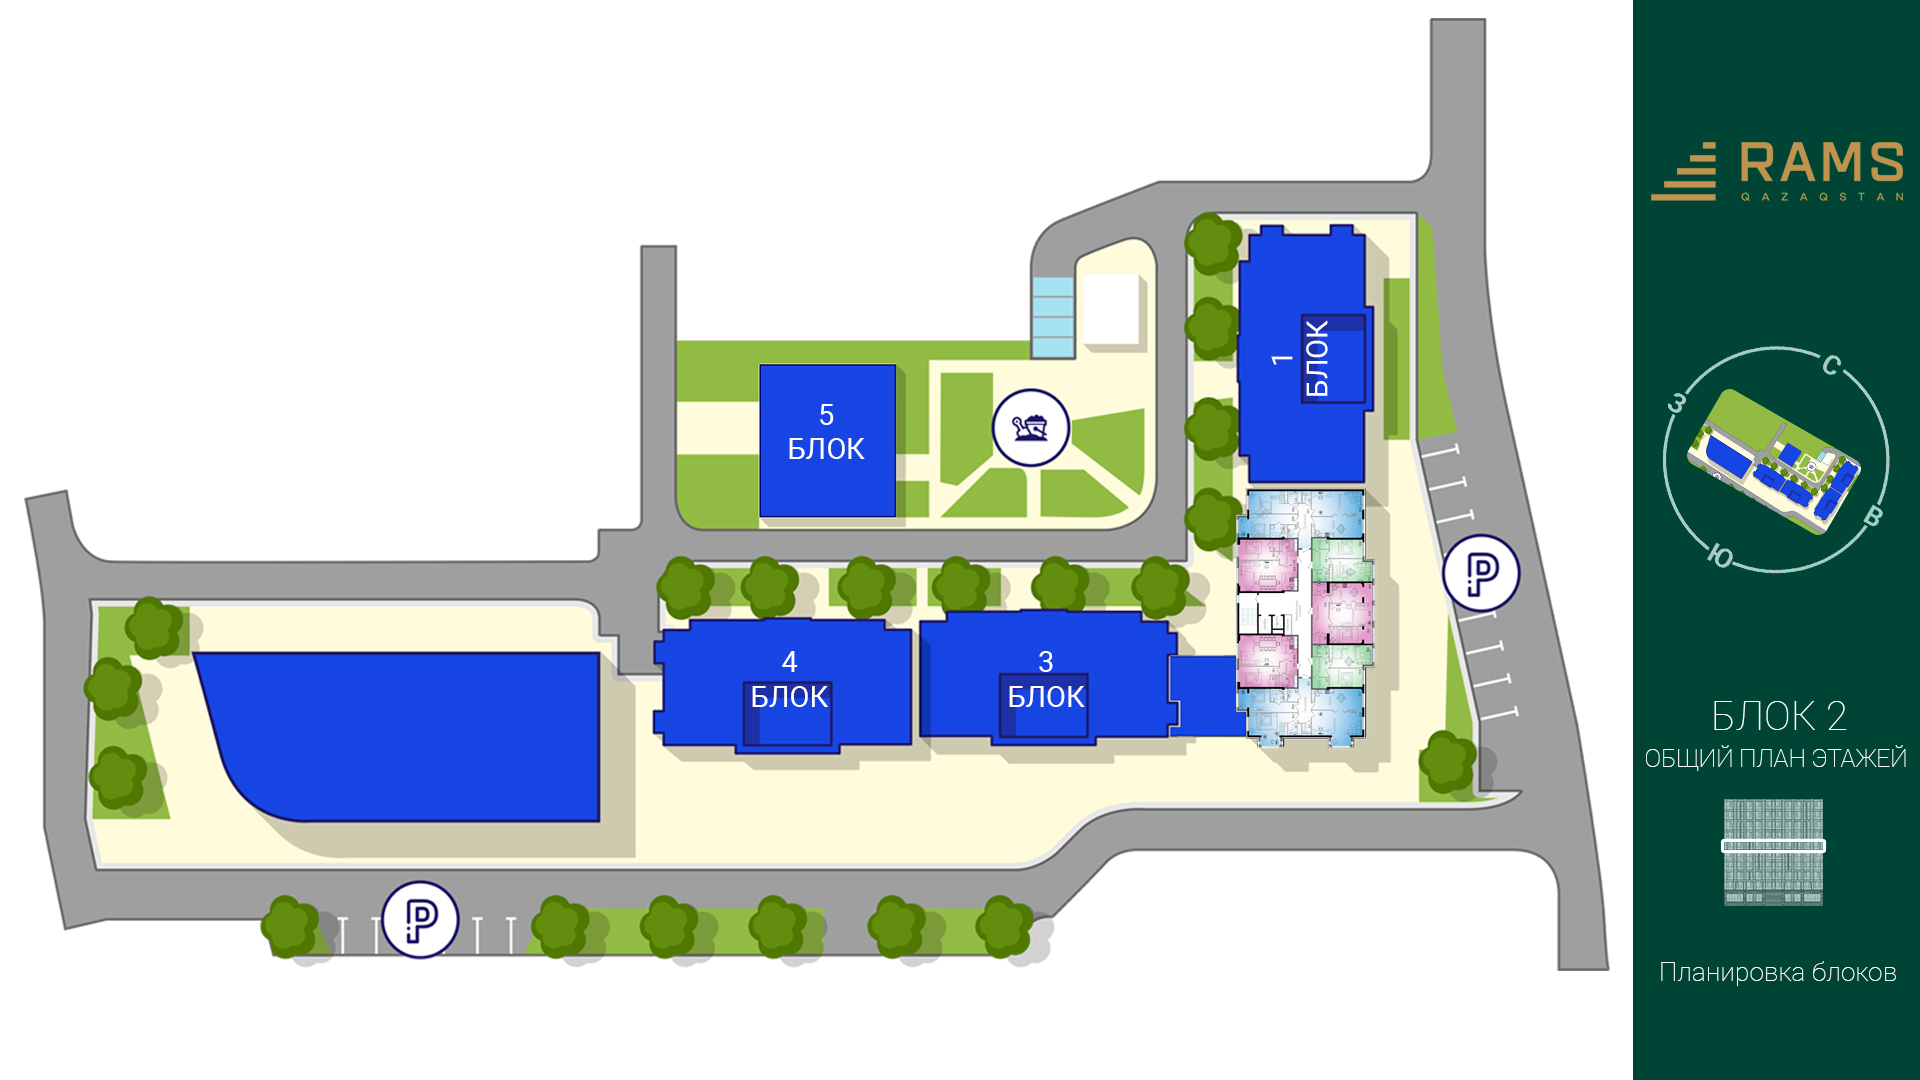 1
БЛОК
5
БЛОК
4
БЛОК
3
БЛОК
P
P
RAMS
QAZAQSTAN
С
З
В
Ю
БЛОК 2
ОБЩИЙ ПЛАН ЭТАЖЕЙ
Планировка блоков